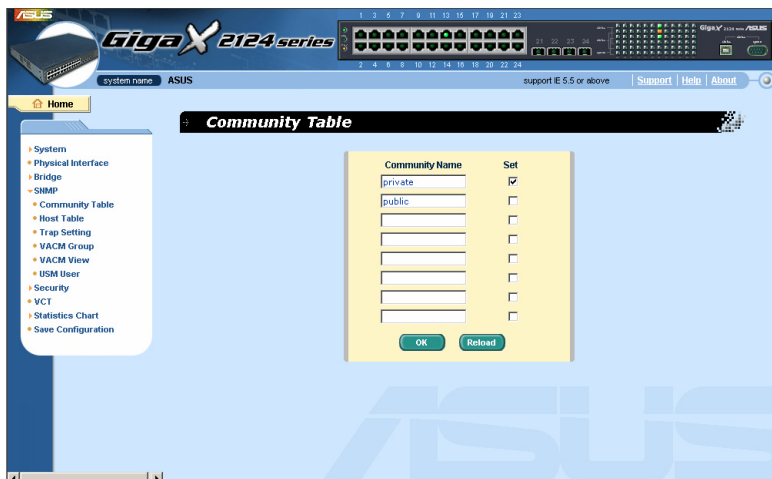 ASUS
GigaX 2124 series
1 3 5 7 9 11 13 15 17 19 21 23
21 22 23 24
2 4 6 8 10 12 14 16 18 20 22 24
GigaX 2124 ASUS
system name ASUS
support IE 5.5 or above
Support | Help | About
Home
Community Table
System
Physical Interface
Bridge
SNMP
Community Table
Host Table
Trap Setting
VACM Group
VACM View
USM User
Security
VCT
Statistics Chart
Save Configuration
Community Name Set
private
public
OK Reload
ASUS